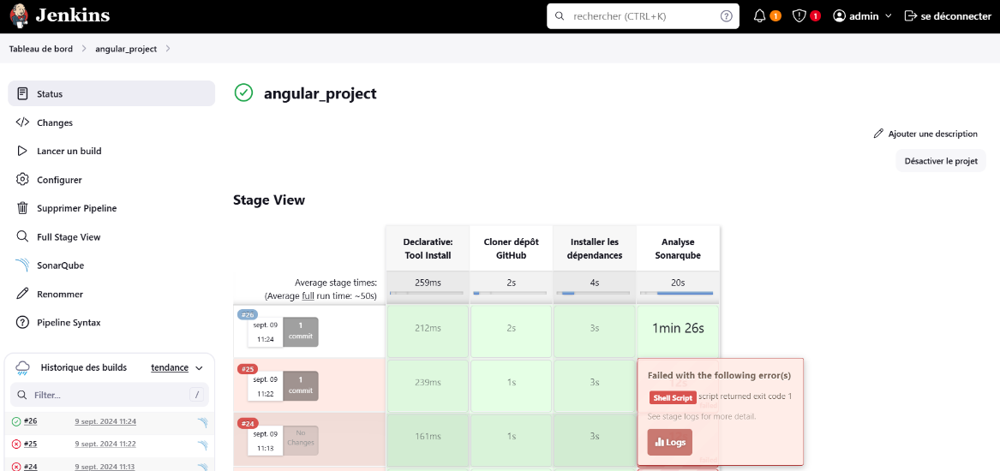 Jenkins
rechercher (CTRL+K)
?
1
1
admin
se déconnecter
Tableau de bord
angular_project
Status
Changes
Lancer un build
Configurer
Supprimer Pipeline
Full Stage View
SonarQube
Renommer
Pipeline Syntax
Historique des builds
tendance
Filter...
/
#26
9 sept. 2024 11:24
#25
9 sept. 2024 11:22
#24
9 sept. 2024 11:13
angular_project
Ajouter une description
Désactiver le projet
Stage View
Declarative:
Tool Install
Cloner dépôt
GitHub
Installer les
dépendances
Analyse
Sonarqube
Average stage times:
(Average full run time: ~50s)
259ms
2s
4s
20s
#26
sept. 09
11:24
1
commit
212ms
2s
3s
1min 26s
#25
sept. 09
11:22
1
commit
239ms
1s
3s
#24
sept. 09
11:13
No
Changes
161ms
1s
3s
Failed with the following error(s)
Shell Script script returned exit code 1
See stage logs for more detail.
Logs